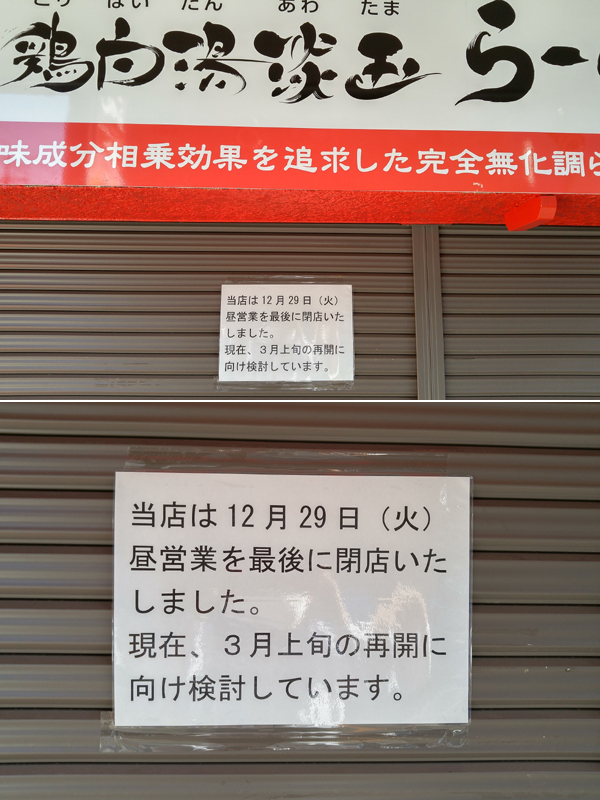 とり ぱい たん あわ たま
鶏白湯淡玉 らー
味成分相乗効果を追求した完全無化調ら
当店は12月29日（火）
昼営業を最後に閉店いた
しました。
現在、３月上旬の再開に
向け検討しています。
当店は12月29日（火）
昼営業を最後に閉店いた
しました。
現在、３月上旬の再開に
向け検討しています。